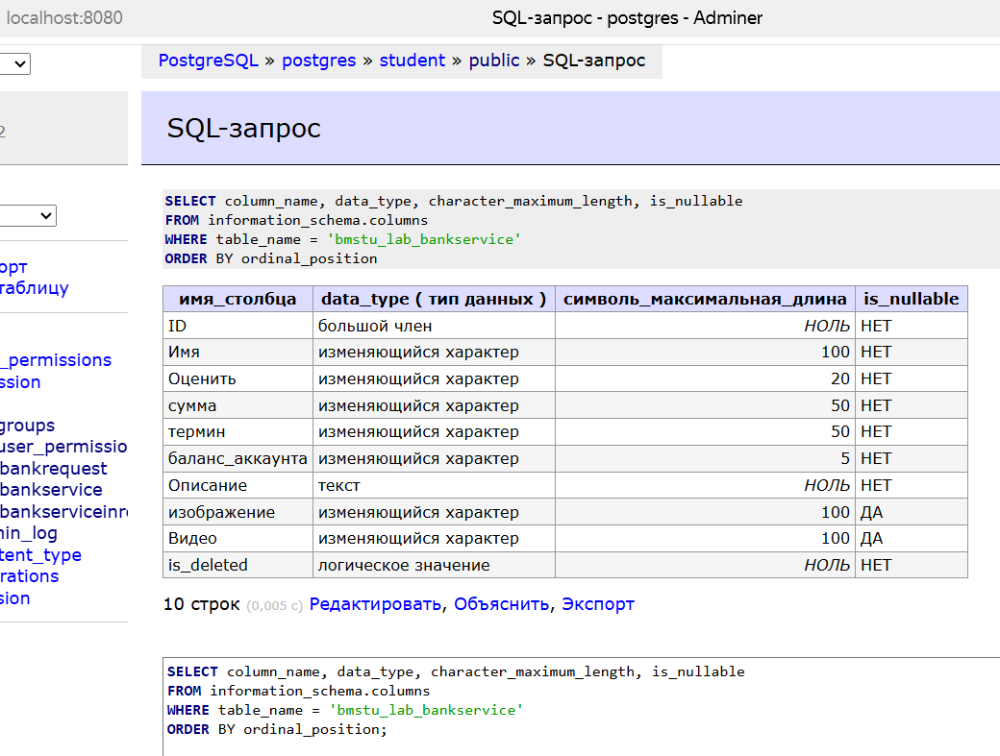 localhost:8080
SQL-запрос - postgres - Adminer
PostgreSQL » postgres » student » public » SQL-запрос
2
SQL-запрос
SELECT column_name, data_type, character_maximum_length, is_nullable
FROM information_schema.columns
WHERE table_name = 'bmstu_lab_bankservice'
ORDER BY ordinal_position
имя_столбца data_type ( тип данных ) символь_максимальная_длина is_nullable
ID большой член НОЛЬ НЕТ
Имя изменяющийся характер 100 НЕТ
Оценить изменяющийся характер 20 НЕТ
сумма изменяющийся характер 50 НЕТ
термин изменяющийся характер 50 НЕТ
баланс_аккаунта изменяющийся характер 5 НЕТ
Описание текст НОЛЬ НЕТ
изображение изменяющийся характер 100 ДА
Видео изменяющийся характер 100 ДА
is_deleted логическое значение НОЛЬ НЕТ
10 строк (0,005 с) Редактировать, Объяснить, Экспорт
SELECT column_name, data_type, character_maximum_length, is_nullable
FROM information_schema.columns
WHERE table_name = 'bmstu_lab_bankservice'
ORDER BY ordinal_position;
орт
таблицу
_permissions
ssion
groups
user_permissio
bankrequest
bankservice
bankserviceinre
min_log
tent_type
rations
sion